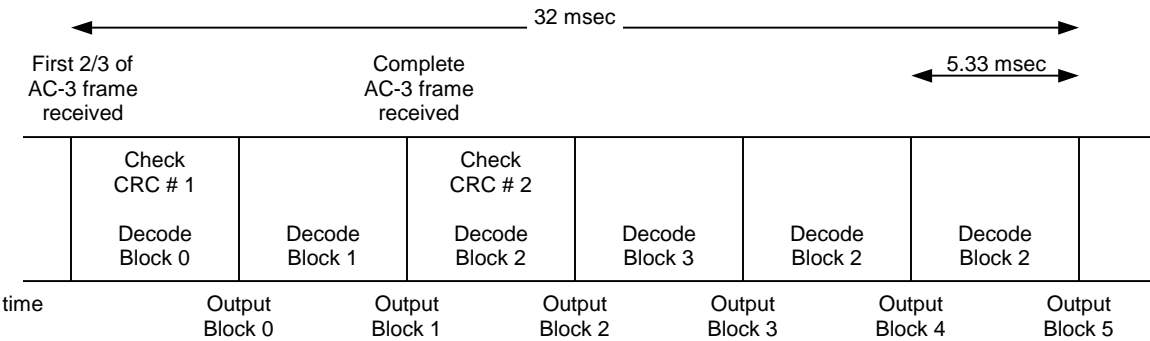 32 msec
First 2/3 of
AC-3 frame
received
Complete
AC-3 frame
received
5.33 msec
Check
CRC # 1
Check
CRC # 2
Decode
Block 0
Decode
Block 1
Decode
Block 2
Decode
Block 3
Decode
Block 2
Decode
Block 2
time
Output
Block 0
Output
Block 1
Output
Block 2
Output
Block 3
Output
Block 4
Output
Block 5